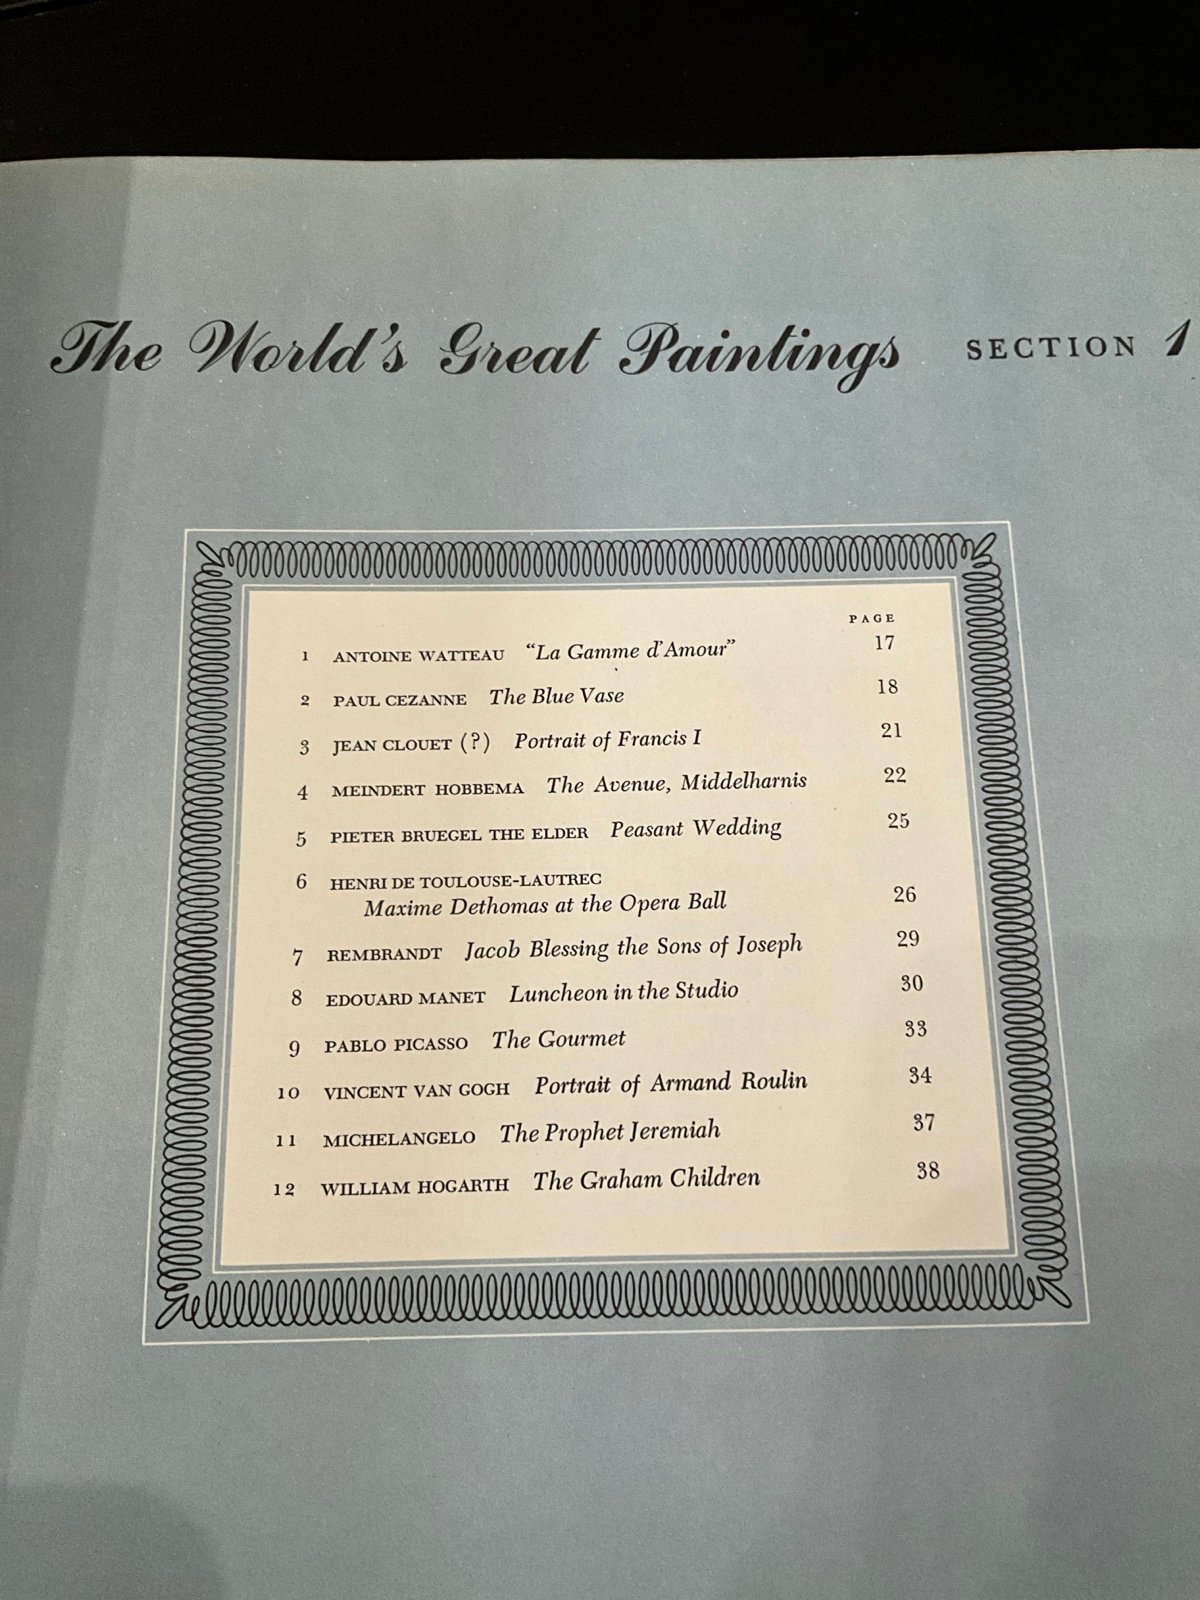 The World's Great Paintings SECTION 1
PAGE
1 ANTOINE WATTEAU "La Gamme d'Amour" 17
2 PAUL CEZANNE The Blue Vase 18
3 JEAN CLOUET (?) Portrait of Francis I 21
4 MEINDERT HOBBEMA The Avenue, Middelharnis 22
5 PIETER BRUEGEL THE ELDER Peasant Wedding 25
6 HENRI DE TOULOUSE-LAUTREC
Maxime Dethomas at the Opera Ball 26
7 REMBRANDT Jacob Blessing the Sons of Joseph 29
8 EDOUARD MANET Luncheon in the Studio 30
9 PABLO PICASSO The Gourmet 33
10 VINCENT VAN GOGH Portrait of Armand Roulin 34
11 MICHELANGELO The Prophet Jeremiah 37
12 WILLIAM HOGARTH The Graham Children 38